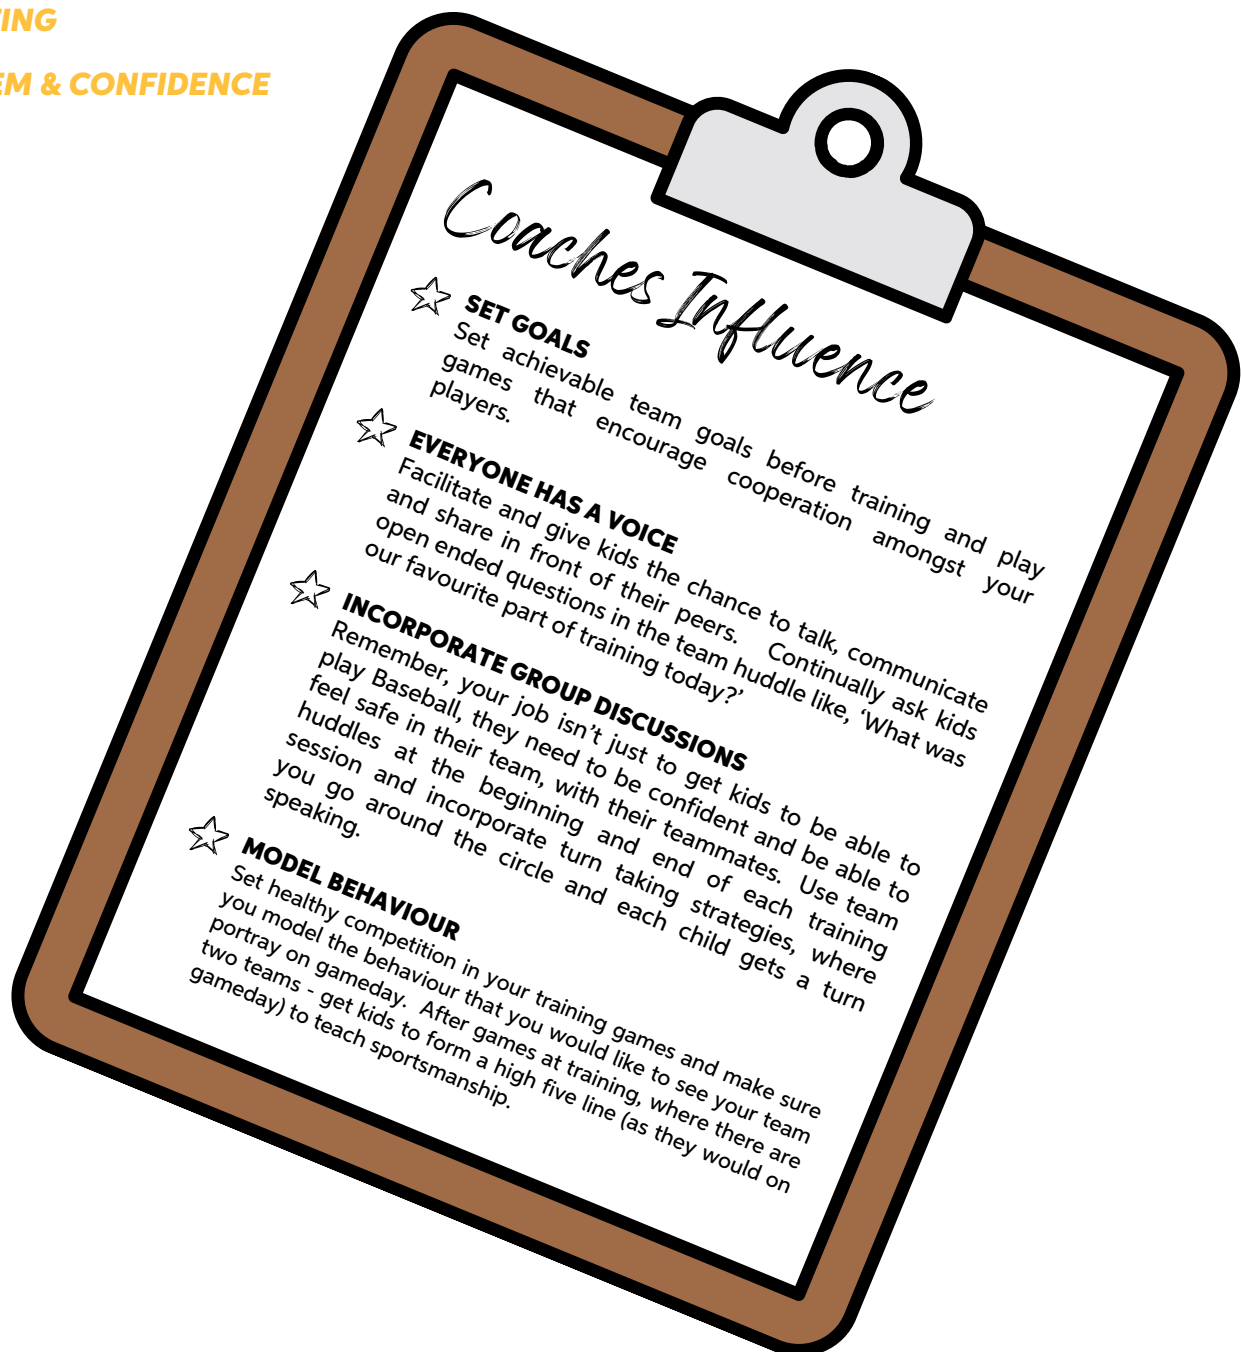 TING
EM & CONFIDENCE
Coaches Influence
SET GOALS
Set achievable team goals before training and play
games that encourage cooperation amongst your
players.
EVERYONE HAS A VOICE
Facilitate and give kids the chance to talk, communicate
and share in front of their peers. Continually ask kids
open ended questions in the team huddle like, ‘What was
our favourite part of training today?’
INCORPORATE GROUP DISCUSSIONS
Remember, your job isn’t just to get kids to be able to
play Baseball, they need to be confident and be able to
feel safe in their team, with their teammates. Use team
huddles at the beginning and end of each training
session and incorporate turn taking strategies, where
you go around the circle and each child gets a turn
speaking.
MODEL BEHAVIOUR
Set healthy competition in your training games and make sure
you model the behaviour that you would like to see your team
portray on gameday. After games at training, where there are
two teams - get kids to form a high five line (as they would on
gameday) to teach sportsmanship.